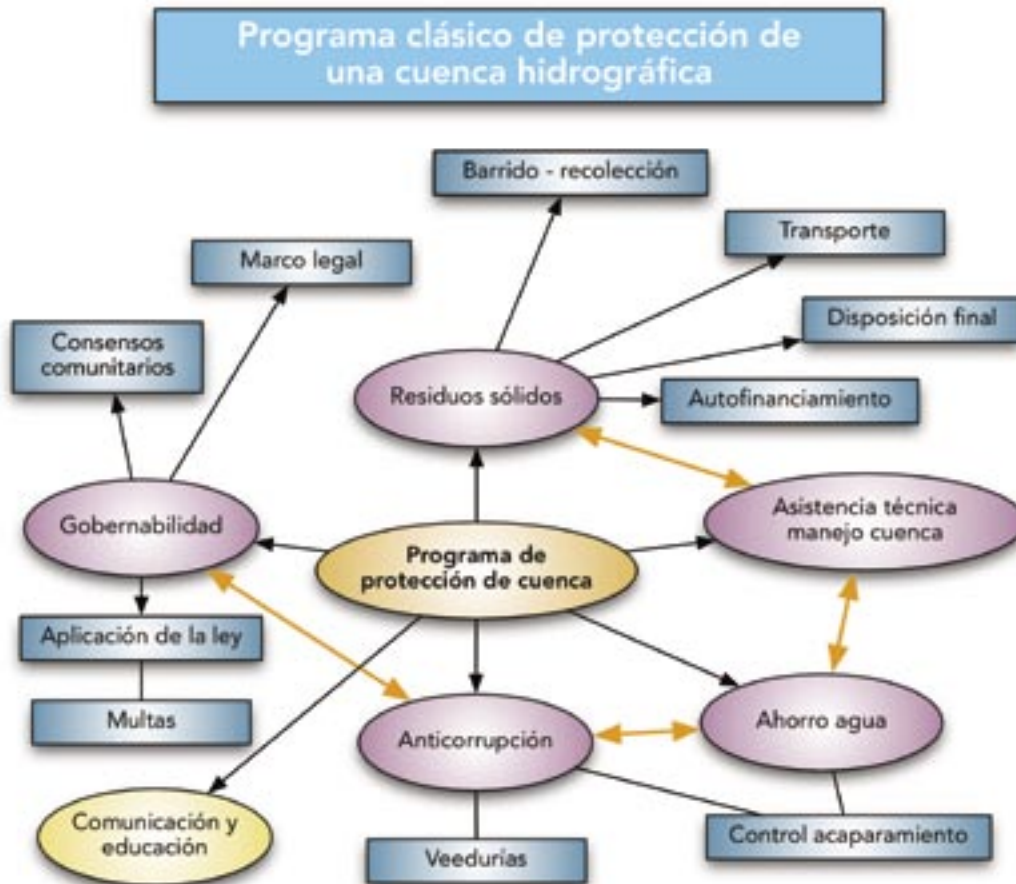 Programa clásico de protección de
una cuenca hidrográfica
Barrido - recolección
Transporte
Marco legal
Disposición final
Consensos
comunitarios
Residuos sólidos
Autofinanciamiento
Gobernabilidad
Asistencia técnica
manejo cuenca
Programa de
protección de cuenca
Aplicación de la ley
Multas
Anticorrupción
Ahorro agua
Comunicación y
educación
Veedurías
Control acaparamiento